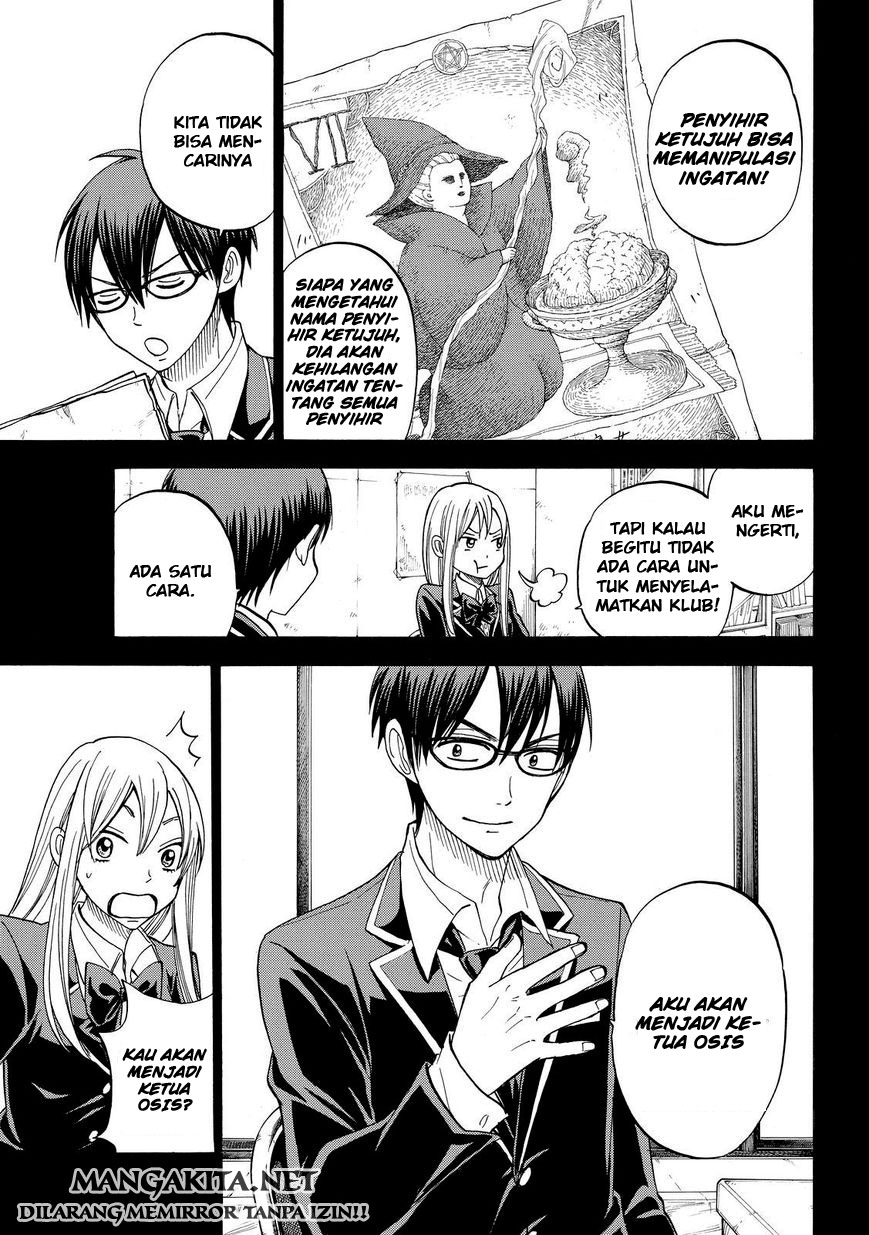 PENYIHIR
KETUJUH BISA
MEMANIPULASI
INGATAN!
VII
SIAPA YANG
MENGETAHUI
NAMA PENYI-
HIR KETUJUH,
DIA AKAN
KEHILANGAN
INGATAN TEN-
TANG SEMUA
PENYIHIR
KITA TIDAK
BISA MEN-
CARINYA
AKU ME-
NGERTI,
TAPI KALAU
BEGITU TIDAK
ADA CARA UN-
TUK MENYELA-
MATKAN KLUB!
ADA SATU
CARA.
AKU AKAN
MENJADI KE-
TUA OSIS
KAU AKAN
MENJADI
KETUA
OSIS?
MANGAKITA.NET
DILARANG MEMIRROR TANPA IZIN!!